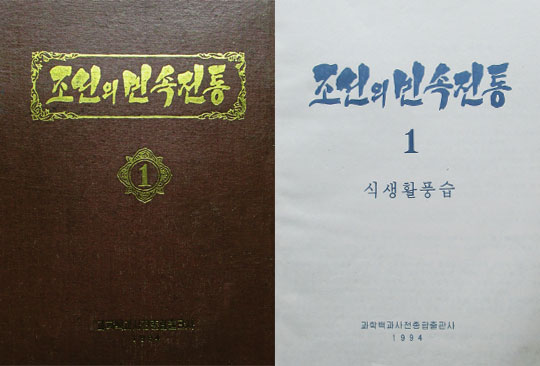 조선의 민속전통
1
조선의 민속전통
1
식생활풍습
과학백과사전종합출판사
1994